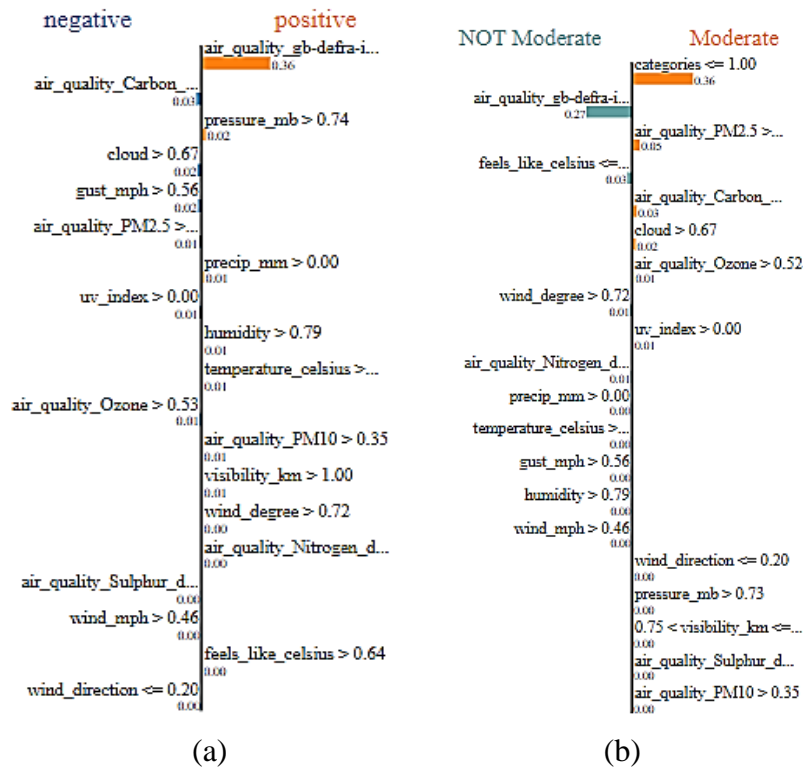 negative
positive
air_quality_gb-defra-i...
0.36
air_quality_Carbon_...
0.03
pressure_mb > 0.74
0.02
cloud > 0.67
0.02
gust_mph > 0.56
0.02
air_quality_PM2.5 >...
0.01
precip_mm > 0.00
0.01
uv_index > 0.00
0.01
humidity > 0.79
0.01
temperature_celsius >...
0.01
air_quality_Ozone > 0.53
0.01
air_quality_PM10 > 0.35
0.01
visibility_km > 1.00
0.01
wind_degree > 0.72
0.00
air_quality_Nitrogen_d...
0.00
air_quality_Sulphur_d...
0.00
wind_mph > 0.46
0.00
feels_like_celsius > 0.64
0.00
wind_direction <= 0.20
0.00
(a)
NOT Moderate
Moderate
categories <= 1.00
0.36
air_quality_gb-defra-i...
0.27
air_quality_PM2.5 >...
0.05
feels_like_celsius <=...
0.03
air_quality_Carbon_...
0.03
cloud > 0.67
0.02
air_quality_Ozone > 0.52
0.01
wind_degree > 0.72
0.01
uv_index > 0.00
0.01
air_quality_Nitrogen_d...
0.01
precip_mm > 0.00
0.00
temperature_celsius >...
0.00
gust_mph > 0.56
0.00
humidity > 0.79
0.00
wind_mph > 0.46
0.00
wind_direction <= 0.20
0.00
pressure_mb > 0.73
0.00
0.75 < visibility_km <=...
0.00
air_quality_Sulphur_d...
0.00
air_quality_PM10 > 0.35
0.00
(b)